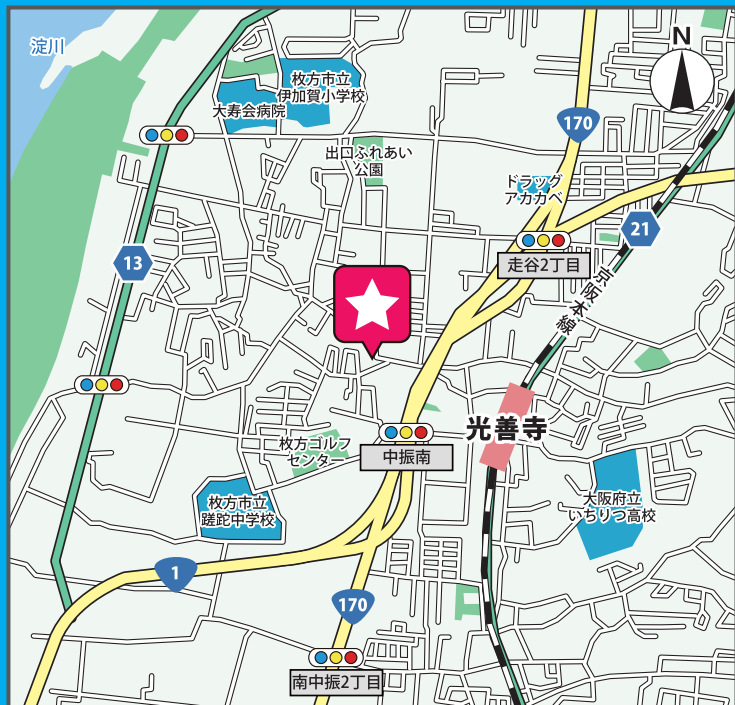 淀川
N
枚方市立
伊加賀小学校
大寿会病院
170
出口ふれあい
公園
ドラッグ
アカカベ
21
走谷2丁目
13
京阪本線
光善寺
中振南
枚方ゴルフ
センター
枚方市立
蹉跎中学校
大阪府立
いちりつ高校
1
170
南中振2丁目